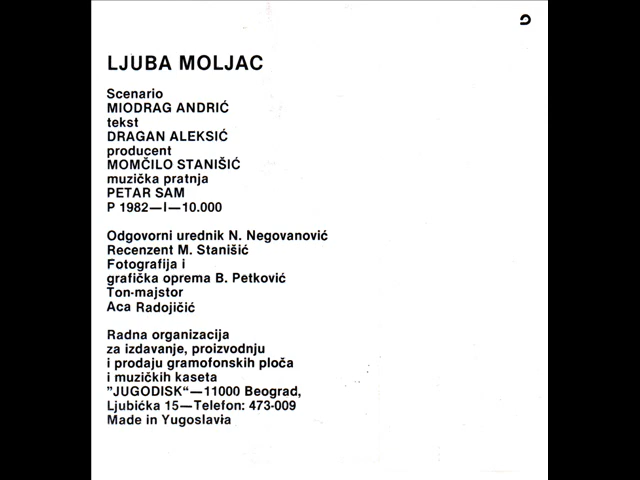 LJUBA MOLJAC
Scenario
MIODRAG ANDRIĆ
tekst
DRAGAN ALEKSIĆ
producent
MOMČILO STANIŠIĆ
muzička pratnja
PETAR SAM
P 1982—I—10.000
Odgovorni urednik N. Negovanović
Recenzent M. Stanišić
Fotografija i
grafička oprema B. Petković
Ton-majstor
Aca Radojičić
Radna organizacija
za izdavanje, proizvodnju
i prodaju gramofonskih ploča
i muzičkih kaseta
”JUGODISK“—11000 Beograd,
Ljubićka 15—Telefon: 473-009
Made in Yugoslavia